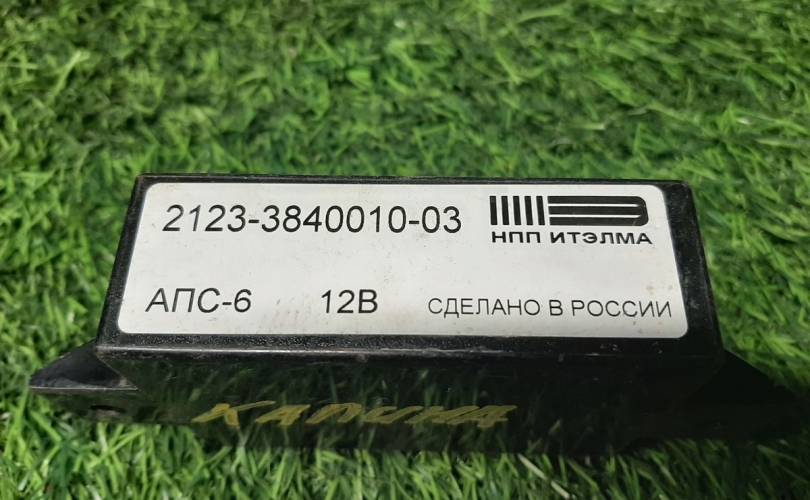 2123-3840010-03
НПП ИТЭЛМА
АПС-6 12В СДЕЛАНО В РОССИИ
КАЛИНА